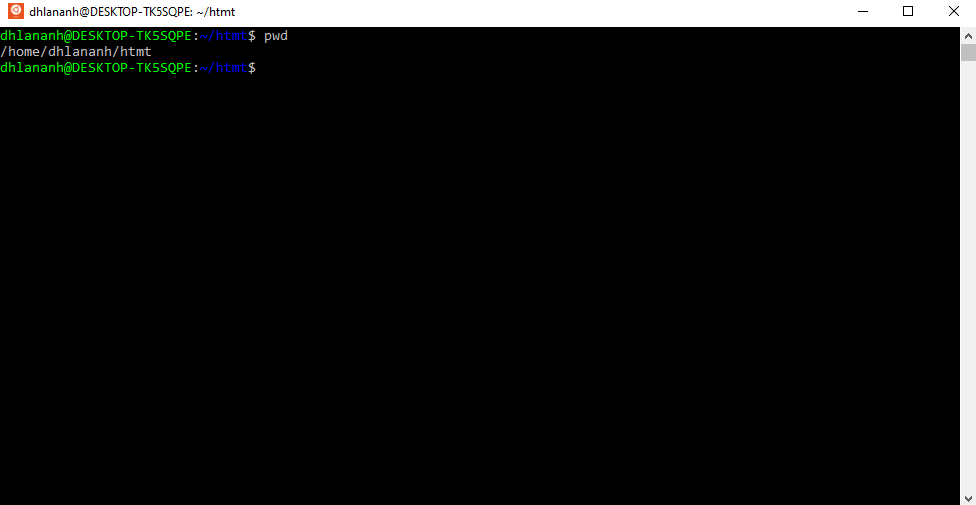 dhlananh@DESKTOP-TK5SQPE: ~/htmt
dhlananh@DESKTOP-TK5SQPE:~/htmt$ pwd
/home/dhlananh/htmt
dhlananh@DESKTOP-TK5SQPE:~/htmt$